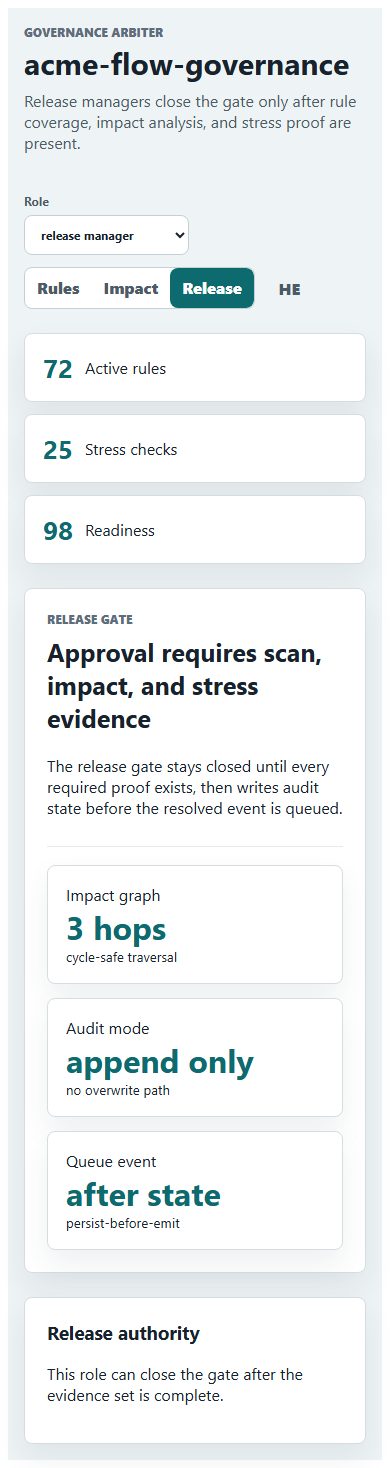 GOVERNANCE ARBITER
acme-flow-governance
Release managers close the gate only after rule
coverage, impact analysis, and stress proof are
present.
Role
release manager
Rules Impact Release HE
72 Active rules
25 Stress checks
98 Readiness
RELEASE GATE
Approval requires scan,
impact, and stress
evidence
The release gate stays closed until every
required proof exists, then writes audit
state before the resolved event is queued.
Impact graph
3 hops
cycle-safe traversal
Audit mode
append only
no overwrite path
Queue event
after state
persist-before-emit
Release authority
This role can close the gate after the
evidence set is complete.